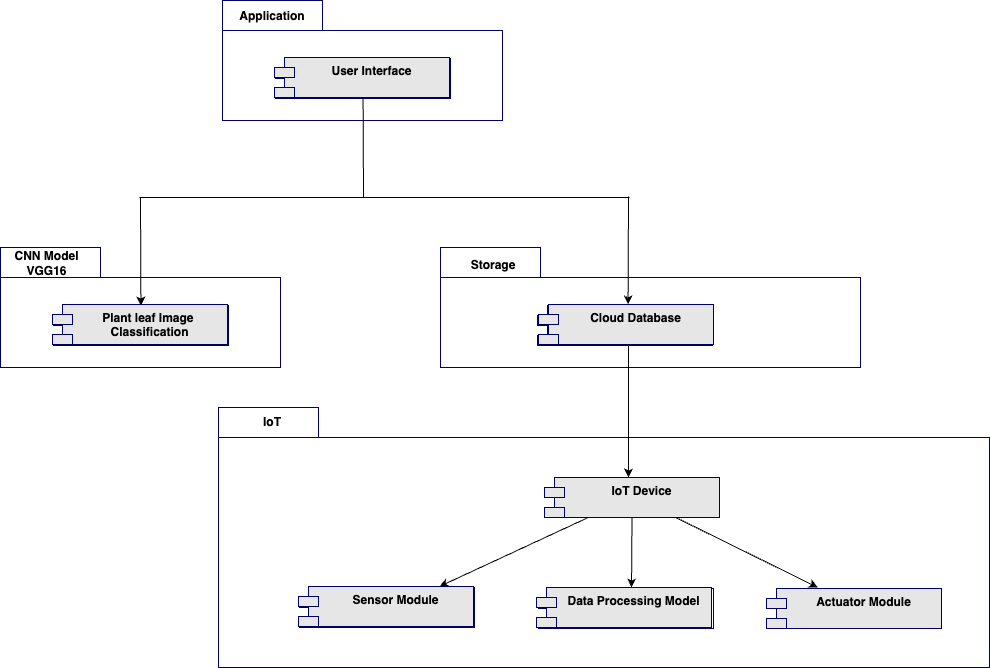 Application
User Interface
CNN Model
VGG16
Plant leaf Image
Classification
Storage
Cloud Database
IoT
IoT Device
Sensor Module
Data Processing Model
Actuator Module